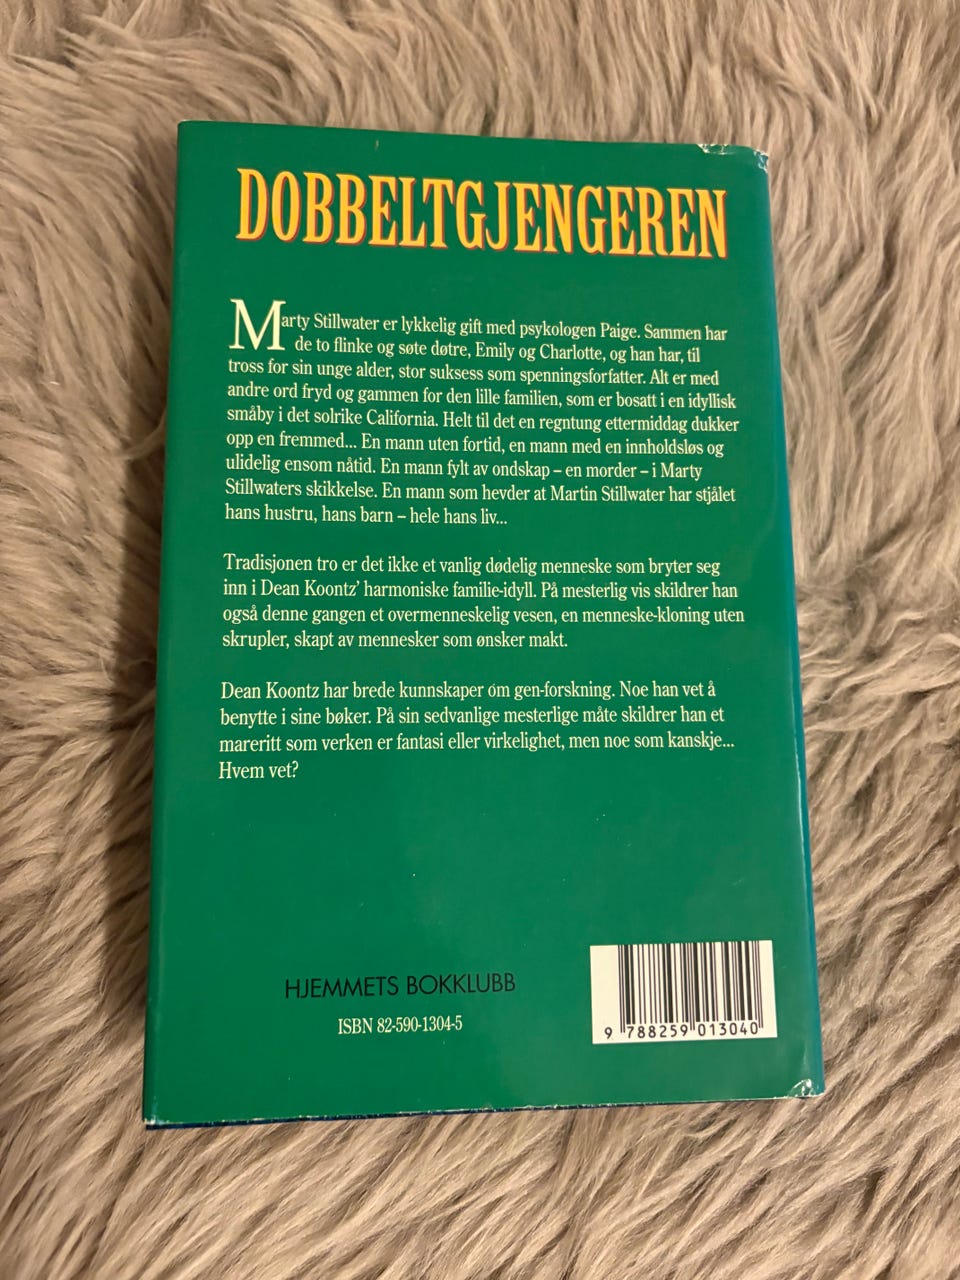 DOBBELTGJENGEREN
Marty Stillwater er lykkelig gift med psykologen Paige. Sammen har
de to flinke og søte døtre, Emily og Charlotte, og han har, til
tross for sin unge alder, stor suksess som spenningsforfatter. Alt er med
andre ord fryd og gammen for den lille familien, som er bosatt i en idyllisk
småby i det solrike California. Helt til det en regntung ettermiddag dukker
opp en fremmed... En mann uten fortid, en mann med en innholdsløs og
ulidelig ensom nåtid. En mann fylt av ondskap – en morder – i Marty
Stillwaters skikkelse. En mann som hevder at Martin Stillwater har stjålet
hans hustru, hans barn – hele hans liv...
Tradisjonen tro er det ikke et vanlig dødelig menneske som bryter seg
inn i Dean Koontz' harmoniske familie-idyll. På mesterlig vis skildrer han
også denne gangen et overmenneskelig vesen, en menneske-kloning uten
skrupler, skapt av mennesker som ønsker makt.
Dean Koontz har brede kunnskaper om gen-forskning. Noe han vet å
benytte i sine bøker. På sin sedvanlige mesterlige måte skildrer han et
mareritt som verken er fantasi eller virkelighet, men noe som kanskje...
Hvem vet?
HJEMMETS BOKKLUBB
ISBN 82-590-1304-5
9 788259 013040